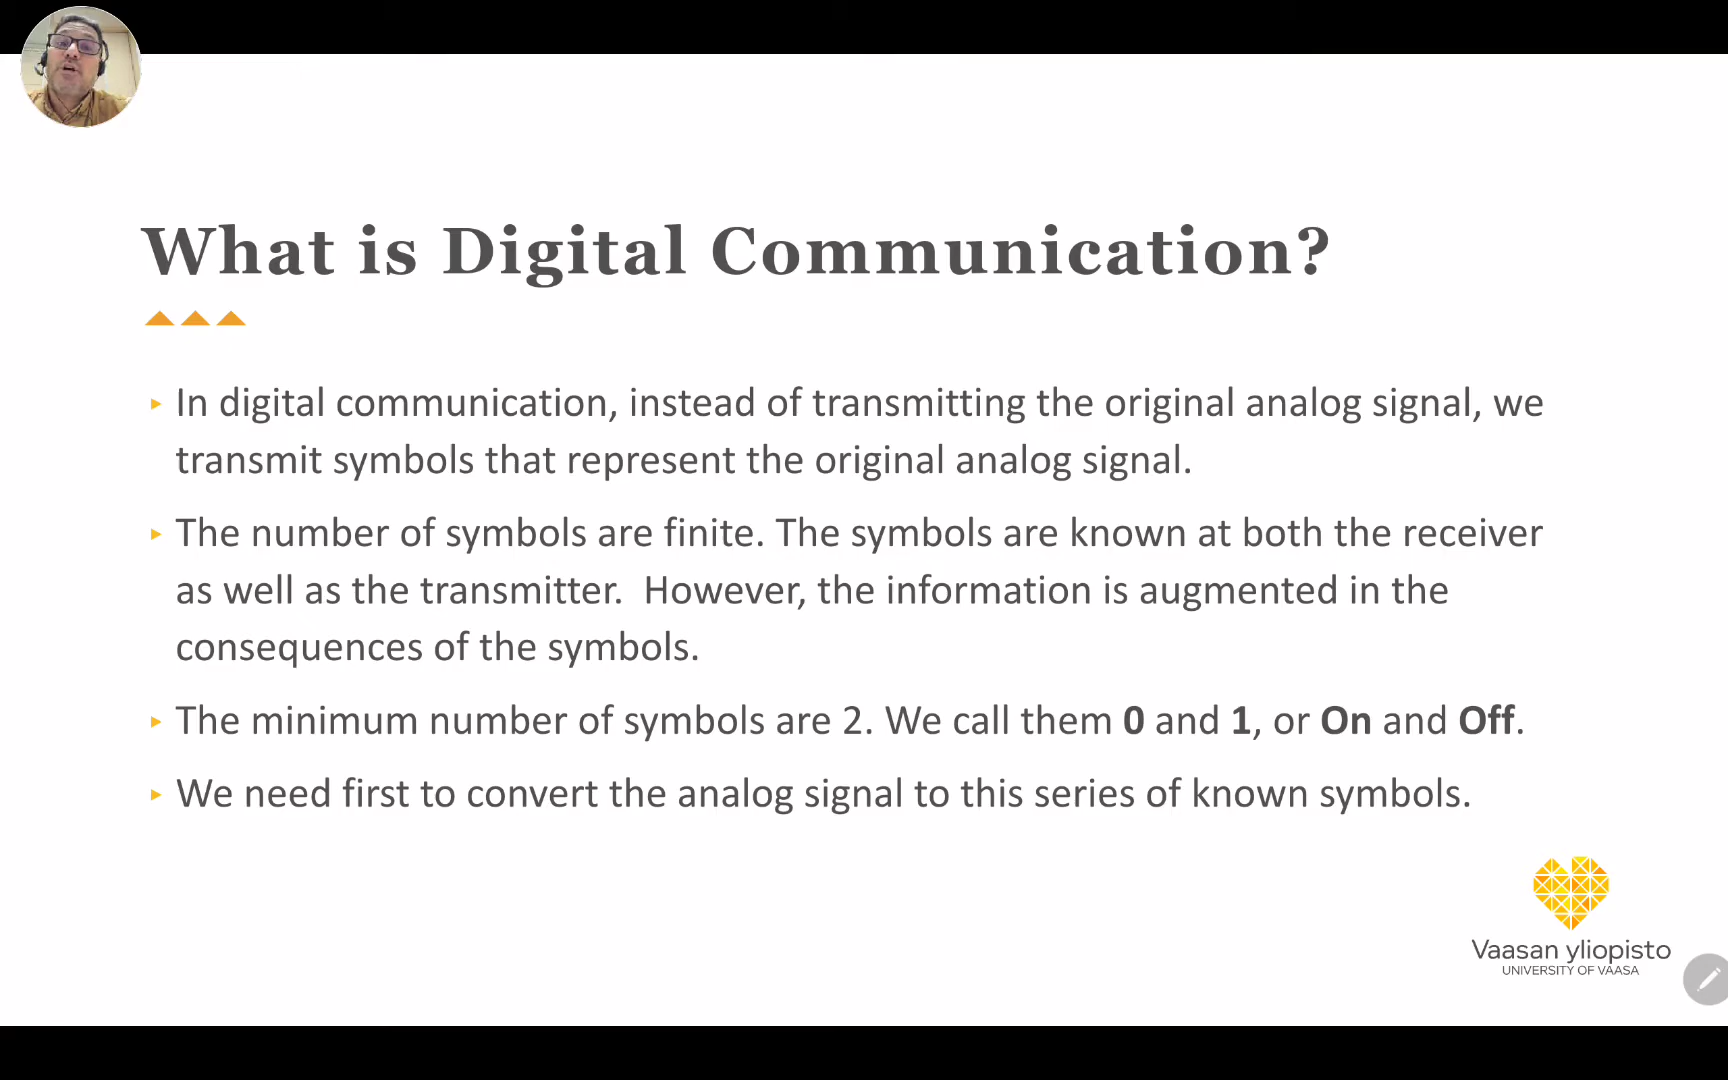 What is Digital Communication?
In digital communication, instead of transmitting the original analog signal, we
transmit symbols that represent the original analog signal.
The number of symbols are finite. The symbols are known at both the receiver
as well as the transmitter.  However, the information is augmented in the
consequences of the symbols.
The minimum number of symbols are 2. We call them 0 and 1, or On and Off.
We need first to convert the analog signal to this series of known symbols.
Vaasan yliopisto
UNIVERSITY OF VAASA